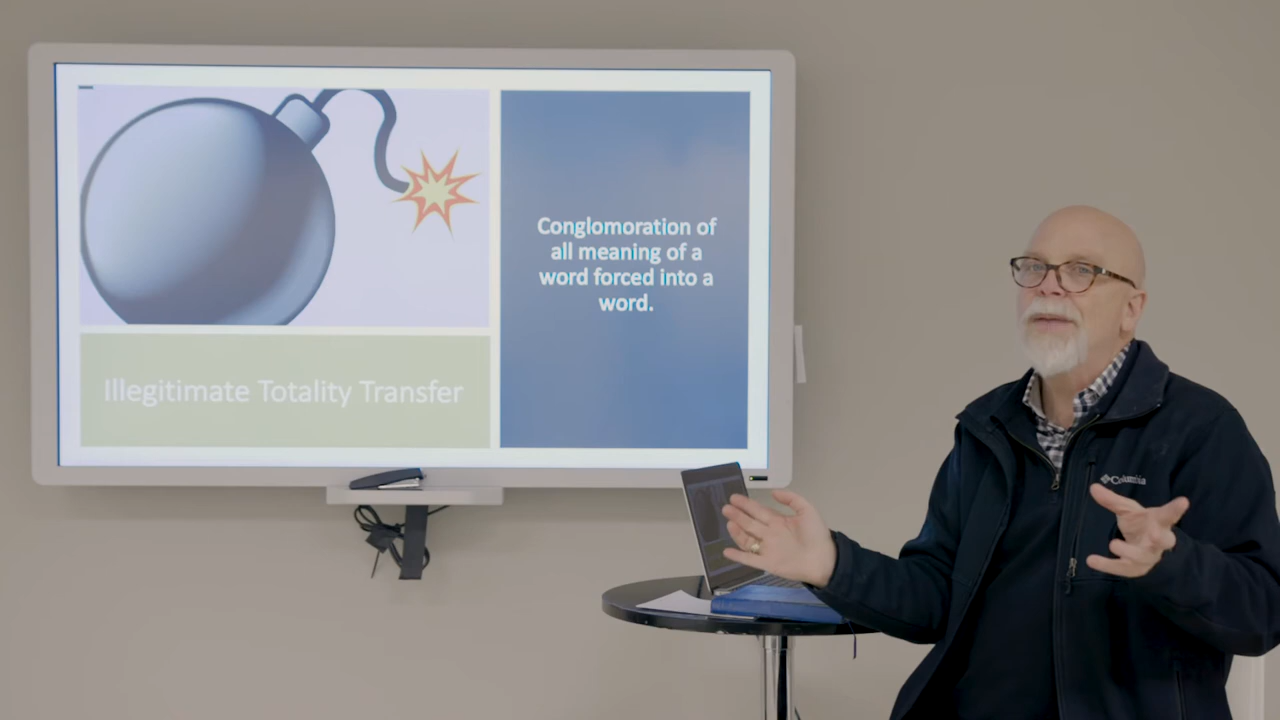 Conglomoration of
all meaning of a
word forced into a
word.
Illegitimate Totality Transfer
Columbia